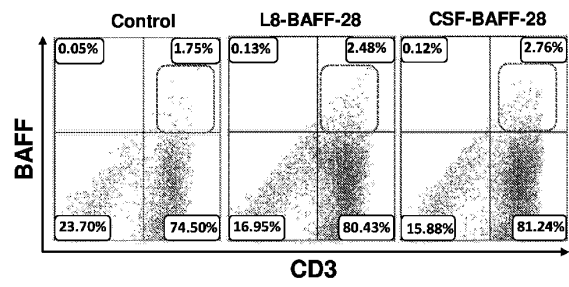 Control L8-BAFF-28 CSF-BAFF-28
0.05% 1.75% 0.13% 2.48% 0.12% 2.76%
BAFF
23.70% 74.50% 16.95% 80.43% 15.88% 81.24%
CD3